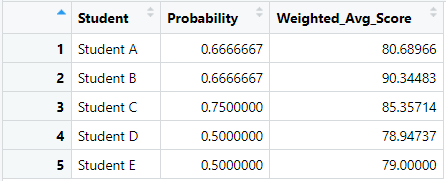 Student Probability Weighted_Avg_Score
1 Student A 0.6666667 80.68966
2 Student B 0.6666667 90.34483
3 Student C 0.7500000 85.35714
4 Student D 0.5000000 78.94737
5 Student E 0.5000000 79.00000